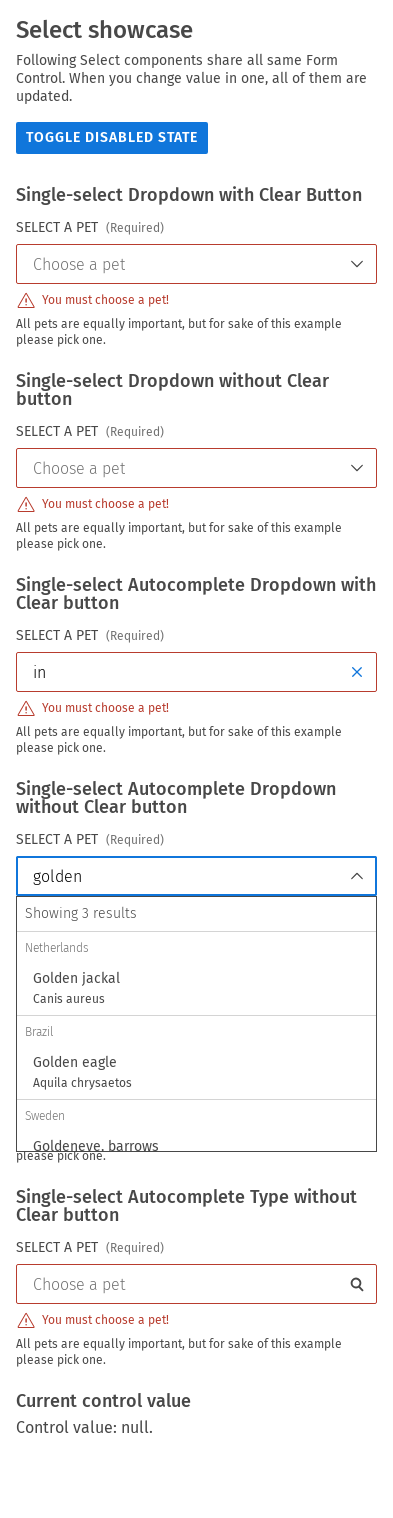 Select showcase
Following Select components share all same Form
Control. When you change value in one, all of them are
updated.
TOGGLE DISABLED STATE
Single-select Dropdown with Clear Button
SELECT A PET (Required)
Choose a pet
You must choose a pet!
All pets are equally important, but for sake of this example
please pick one.
Single-select Dropdown without Clear
button
SELECT A PET (Required)
Choose a pet
You must choose a pet!
All pets are equally important, but for sake of this example
please pick one.
Single-select Autocomplete Dropdown with
Clear button
SELECT A PET (Required)
in
You must choose a pet!
All pets are equally important, but for sake of this example
please pick one.
Single-select Autocomplete Dropdown
without Clear button
SELECT A PET (Required)
golden
Showing 3 results
Netherlands
Golden jackal
Canis aureus
Brazil
Golden eagle
Aquila chrysaetos
Sweden
Goldeneye, barrows
please pick one.
Single-select Autocomplete Type without
Clear button
SELECT A PET (Required)
Choose a pet
You must choose a pet!
All pets are equally important, but for sake of this example
please pick one.
Current control value
Control value: null.